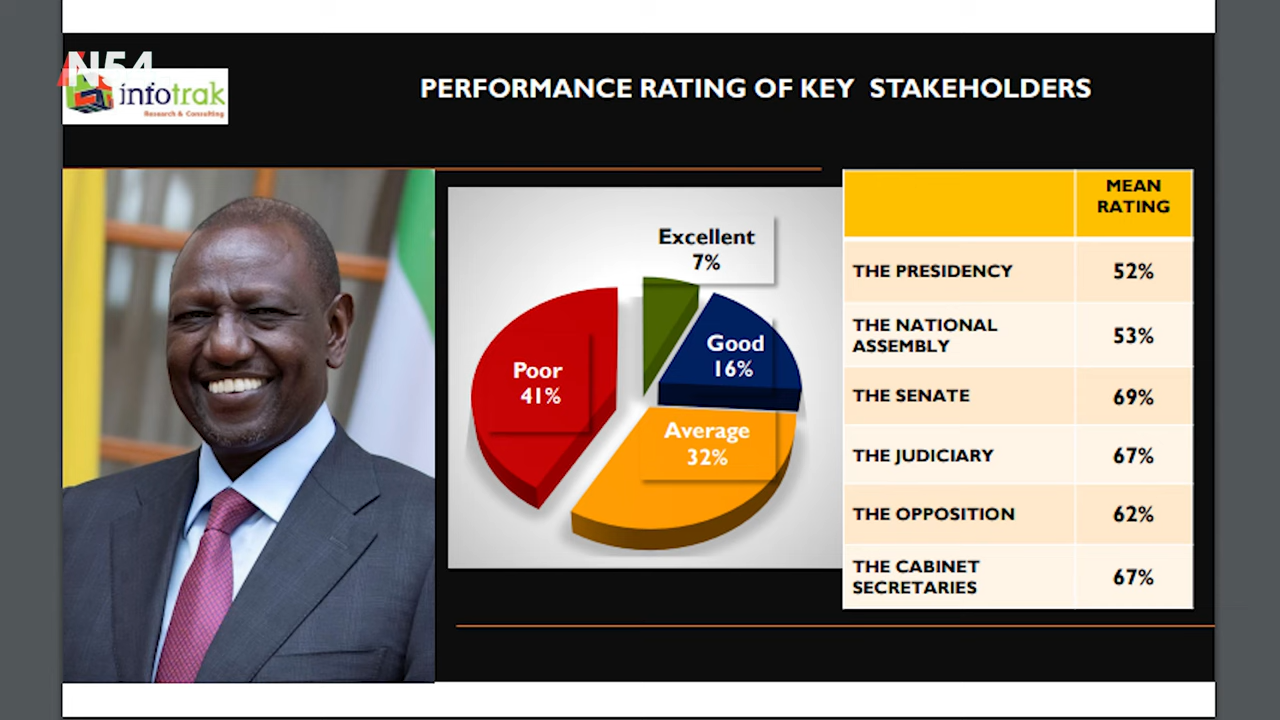 N54
infotrak
Research & Consulting
PERFORMANCE RATING OF KEY STAKEHOLDERS
Excellent
7%
Good
16%
Poor
41%
Average
32%
MEAN
RATING
THE PRESIDENCY 52%
THE NATIONAL
ASSEMBLY 53%
THE SENATE 69%
THE JUDICIARY 67%
THE OPPOSITION 62%
THE CABINET
SECRETARIES 67%